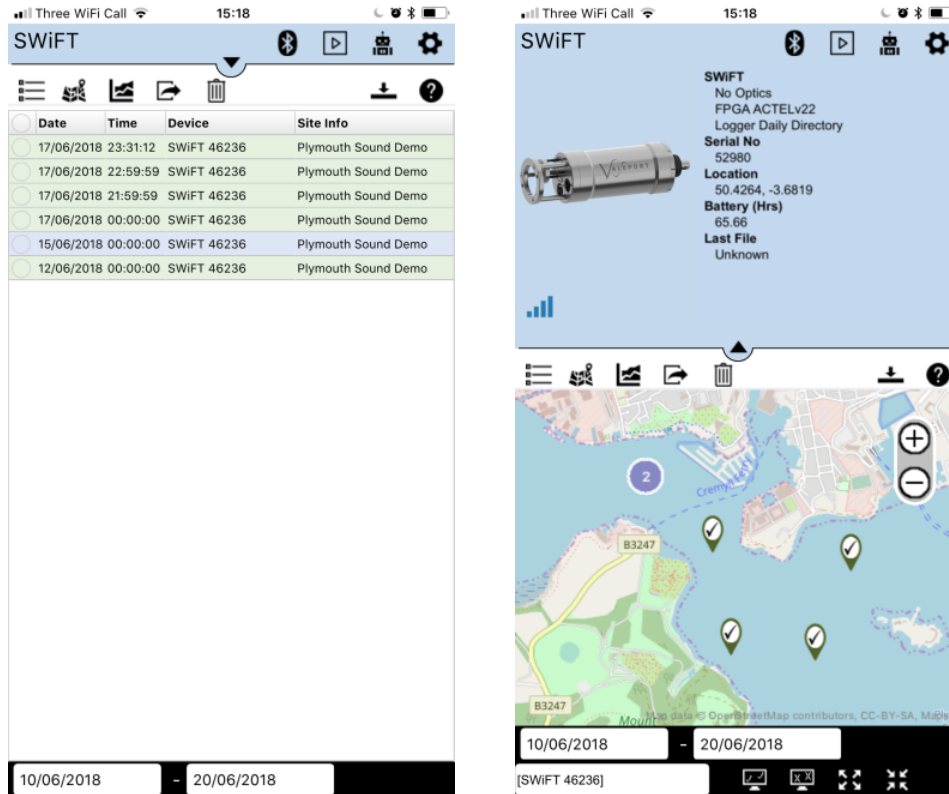 Three WiFi Call 15:18
SWiFT
Date Time Device Site Info
17/06/2018 23:31:12 SWiFT 46236 Plymouth Sound Demo
17/06/2018 22:59:59 SWiFT 46236 Plymouth Sound Demo
17/06/2018 21:59:59 SWiFT 46236 Plymouth Sound Demo
17/06/2018 00:00:00 SWiFT 46236 Plymouth Sound Demo
15/06/2018 00:00:00 SWiFT 46236 Plymouth Sound Demo
12/06/2018 00:00:00 SWiFT 46236 Plymouth Sound Demo
10/06/2018 - 20/06/2018
Three WiFi Call 15:18
SWiFT
SWiFT
No Optics
FPGA ACTELv22
Logger Daily Directory
Serial No
52980
Location
50.4264, -3.6819
Battery (Hrs)
65.66
Last File
Unknown
VALEPORT
2
B3247
B3247
Mount
Map data © OpenStreetMap contributors, CC-BY-SA,
10/06/2018 - 20/06/2018
[SWiFT 46236]